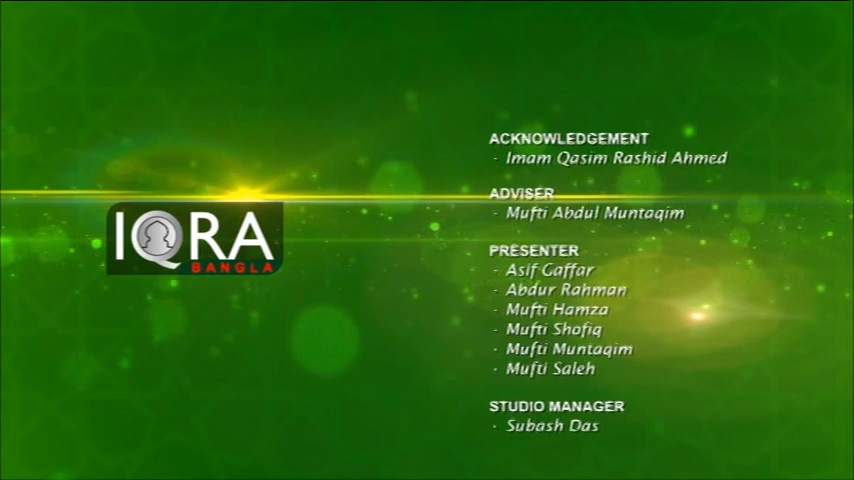 IQRA
BANGLA
ACKNOWLEDGEMENT
- Imam Qasim Rashid Ahmed
ADVISER
- Mufti Abdul Muntaqim
PRESENTER
- Asif Gaffar
- Abdur Rahman
- Mufti Hamza
- Mufti Shofiq
- Mufti Muntaqim
- Mufti Saleh
STUDIO MANAGER
- Subash Das